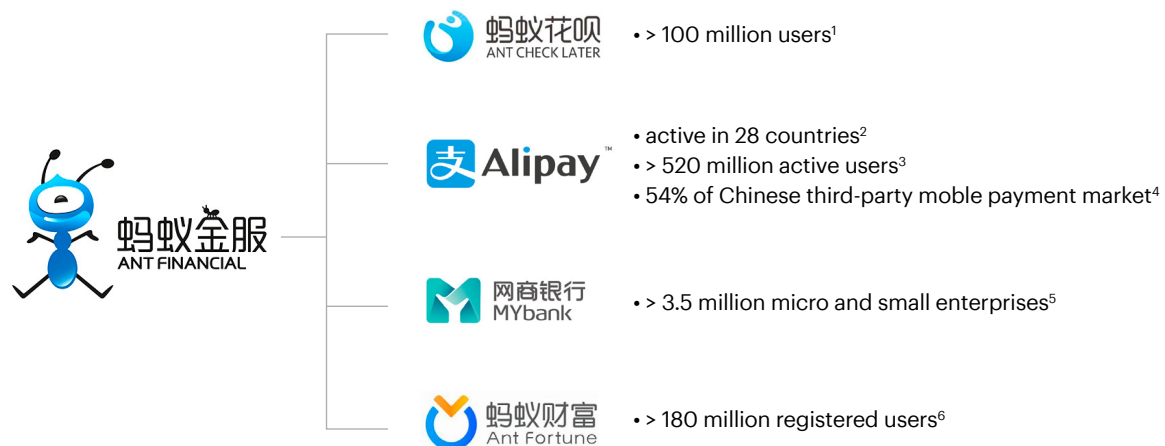 蚂蚁花呗
ANT CHECK LATER
• > 100 million users¹
支 Alipay™
• active in 28 countries²
• > 520 million active users³
• 54% of Chinese third-party moble payment market⁴
蚂蚁金服
ANT FINANCIAL
网商银行
MYbank
• > 3.5 million micro and small enterprises⁵
蚂蚁财富
Ant Fortune
• > 180 million registered users⁶